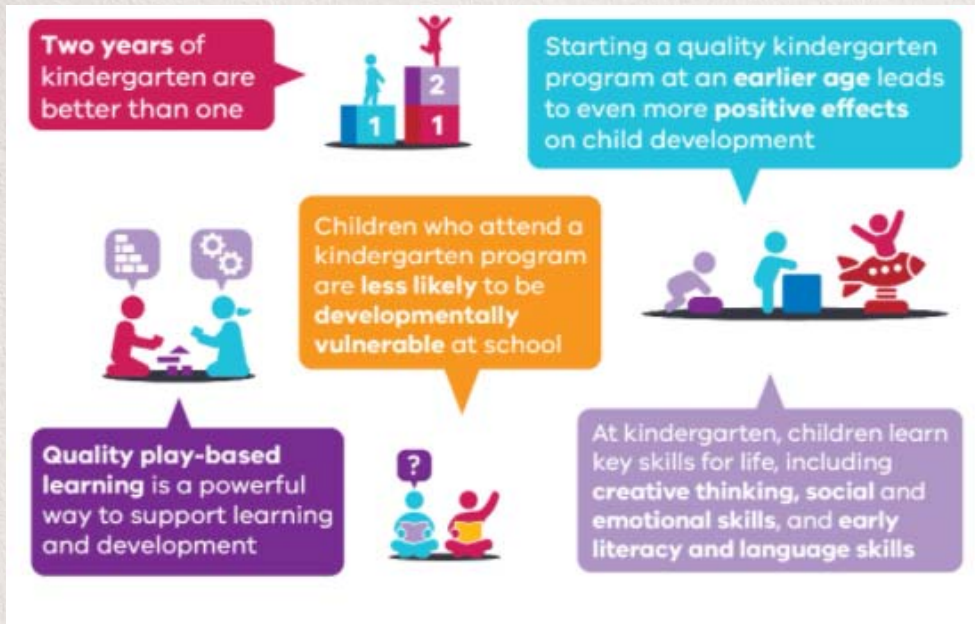 Two years of
kindergarten are
better than one
2
1
1
Starting a quality kindergarten
program at an earlier age leads
to even more positive effects
on child development
Children who attend a
kindergarten program
are less likely to be
developmentally
vulnerable at school
Quality play-based
learning is a powerful
way to support learning
and development
?
At kindergarten, children learn
key skills for life, including
creative thinking, social and
emotional skills, and early
literacy and language skills